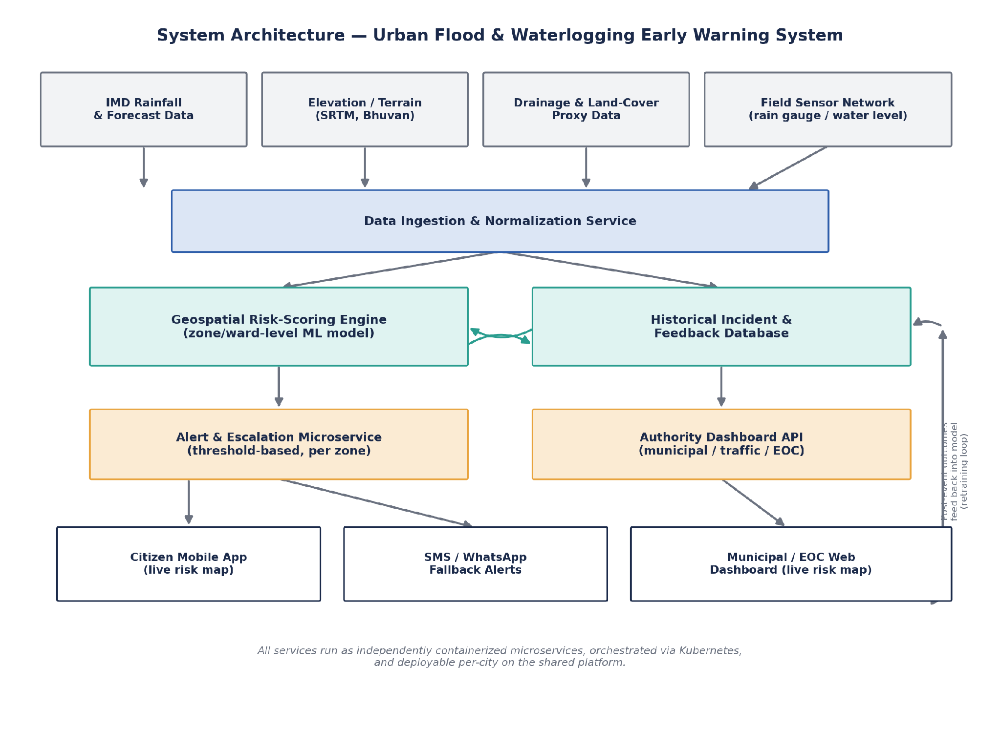 System Architecture — Urban Flood & Waterlogging Early Warning System
IMD Rainfall
& Forecast Data
Elevation / Terrain
(SRTM, Bhuvan)
Drainage & Land-Cover
Proxy Data
Field Sensor Network
(rain gauge / water level)
Data Ingestion & Normalization Service
Geospatial Risk-Scoring Engine
(zone/ward-level ML model)
Historical Incident &
Feedback Database
Alert & Escalation Microservice
(threshold-based, per zone)
Authority Dashboard API
(municipal / traffic / EOC)
Post-event outcomes
feed back into model
(retraining loop)
Citizen Mobile App
(live risk map)
SMS / WhatsApp
Fallback Alerts
Municipal / EOC Web
Dashboard (live risk map)
All services run as independently containerized microservices, orchestrated via Kubernetes,
and deployable per-city on the shared platform.